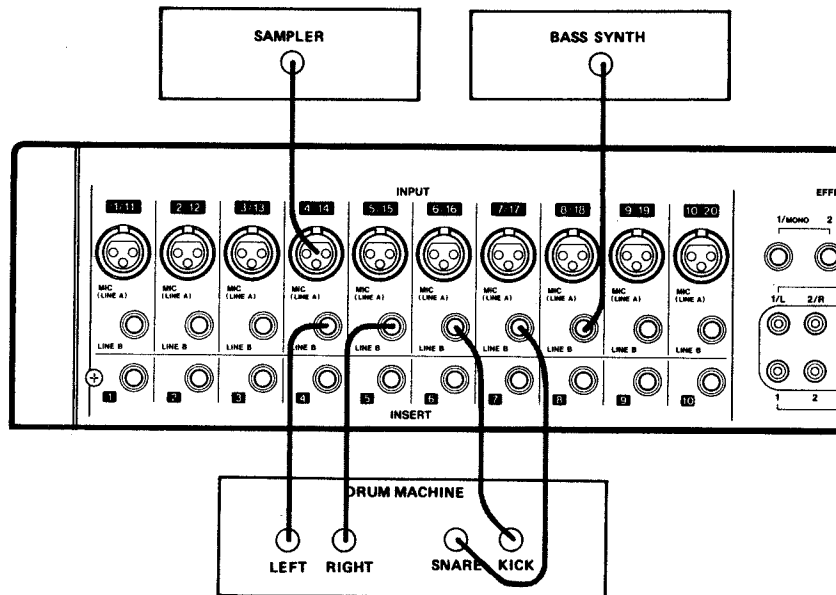 SAMPLER
BASS SYNTH
INPUT
EFFE
1/11 2/12 3/13 4/14 5/15 6/16 7/17 8/18 9/19 10/20
1/MONO 2
MIC MIC MIC MIC MIC MIC MIC MIC MIC MIC
(LINE A) (LINE A) (LINE A) (LINE A) (LINE A) (LINE A) (LINE A) (LINE A) (LINE A) (LINE A)
1/L 2/R
LINE B LINE B LINE B LINE B LINE B LINE B LINE B LINE B LINE B LINE B
1 2 3 4 5 6 7 8 9 10
1 2
INSERT
DRUM MACHINE
LEFT RIGHT SNARE KICK